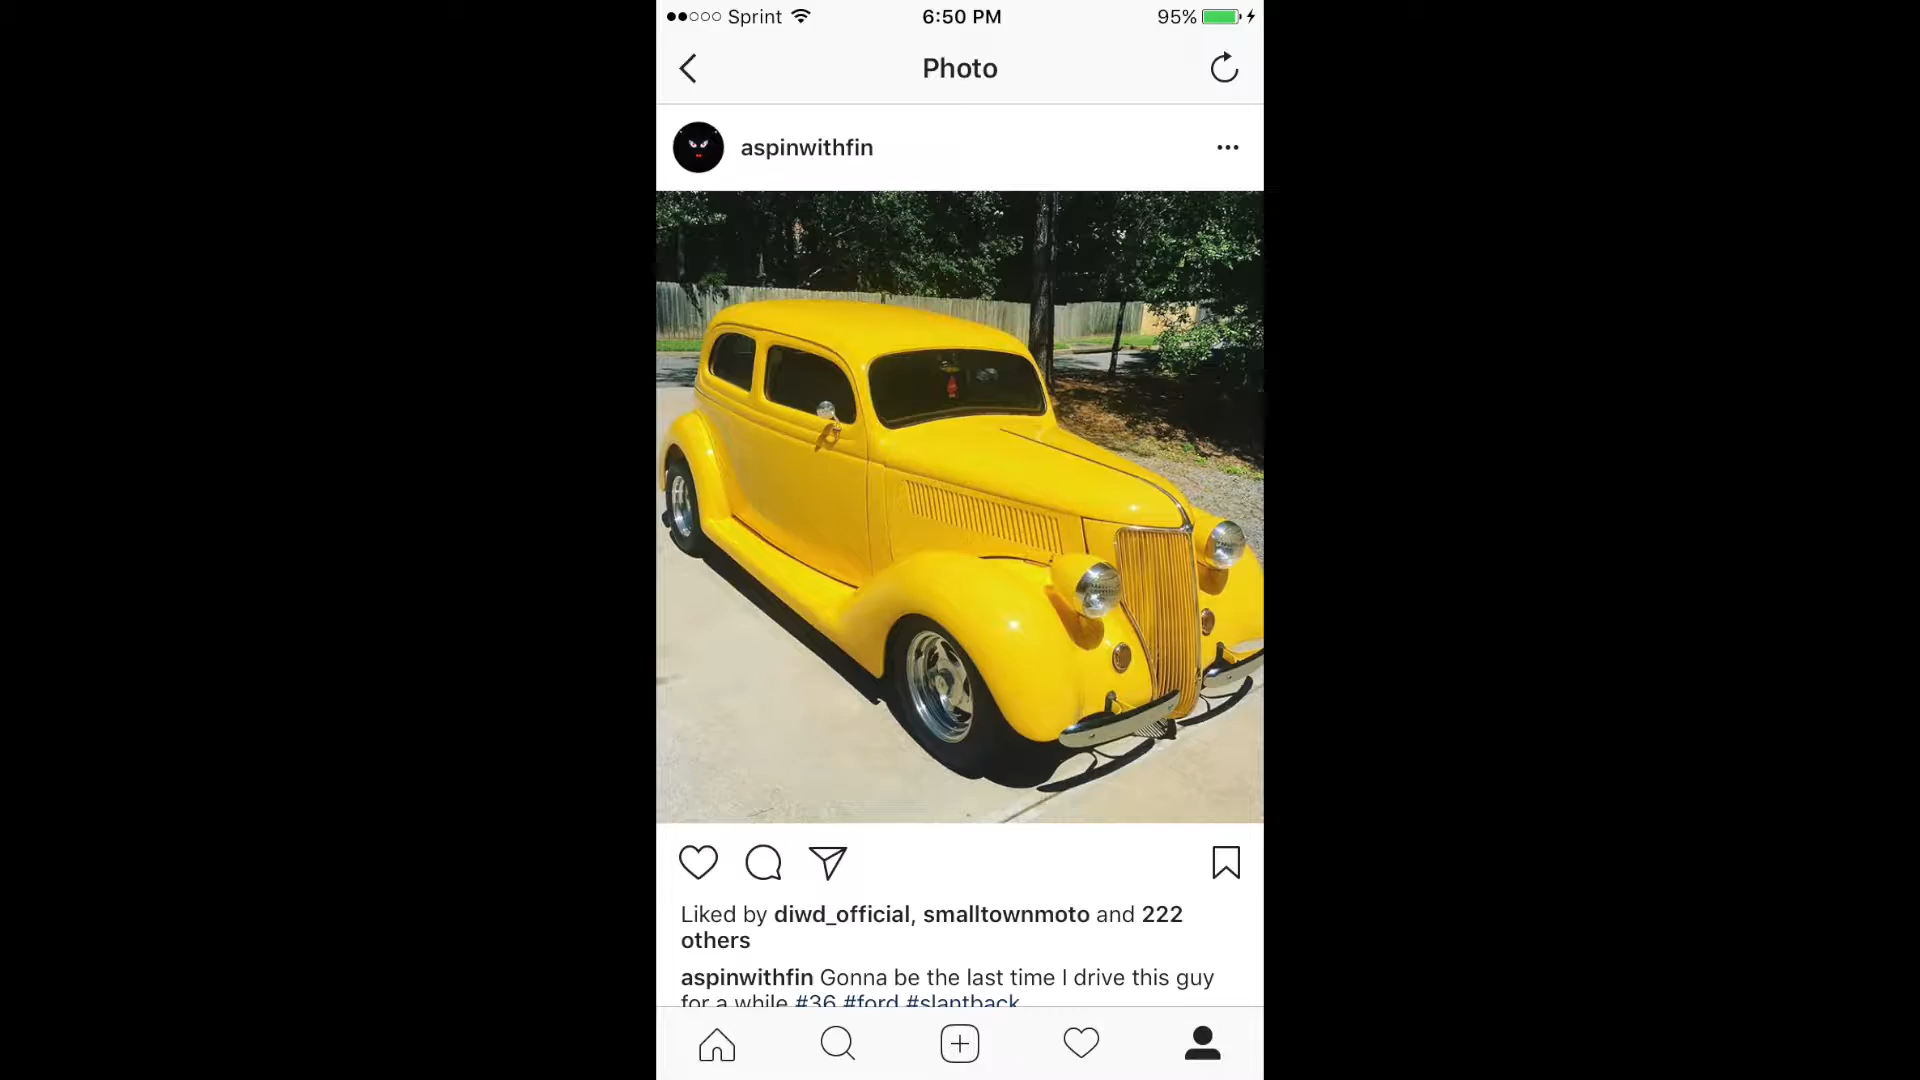 Sprint 6:50 PM 95%
Photo
aspinwithfin
Liked by diwd_official, smalltownmoto and 222
others
aspinwithfin Gonna be the last time I drive this guy
for a while #36 #ford #slantback